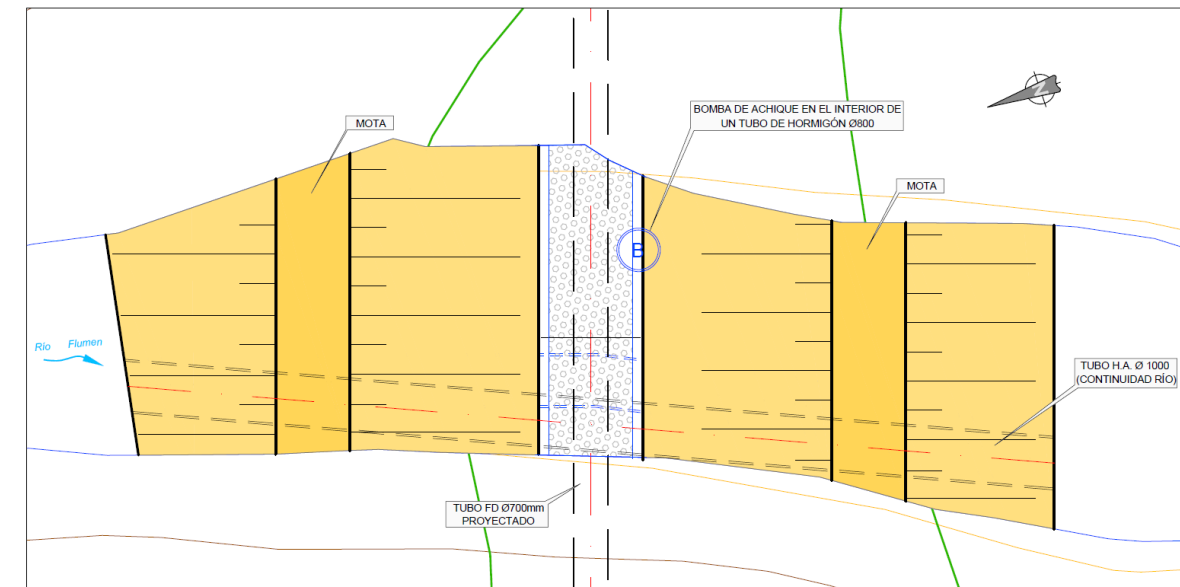 BOMBA DE ACHIQUE EN EL INTERIOR DE
UN TUBO DE HORMIGÓN Ø800
N
MOTA
MOTA
B
Río Flumen
TUBO H.A. Ø 1000
(CONTINUIDAD RÍO)
TUBO FD Ø700mm
PROYECTADO